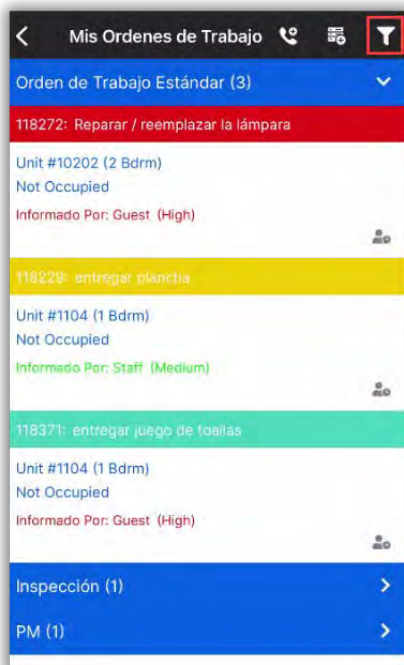 Mis Ordenes de Trabajo
Orden de Trabajo Estándar (3)
118272: Reparar / reemplazar la lámpara
Unit #10202 (2 Bdrm)
Not Occupied
Informado Por: Guest (High)
118228: entregar plancha
Unit #1104 (1 Bdrm)
Not Occupied
Informado Por: Staff (Medium)
118371: entregar juego de toallas
Unit #1104 (1 Bdrm)
Not Occupied
Informado Por: Guest (High)
Inspección (1)
PM (1)